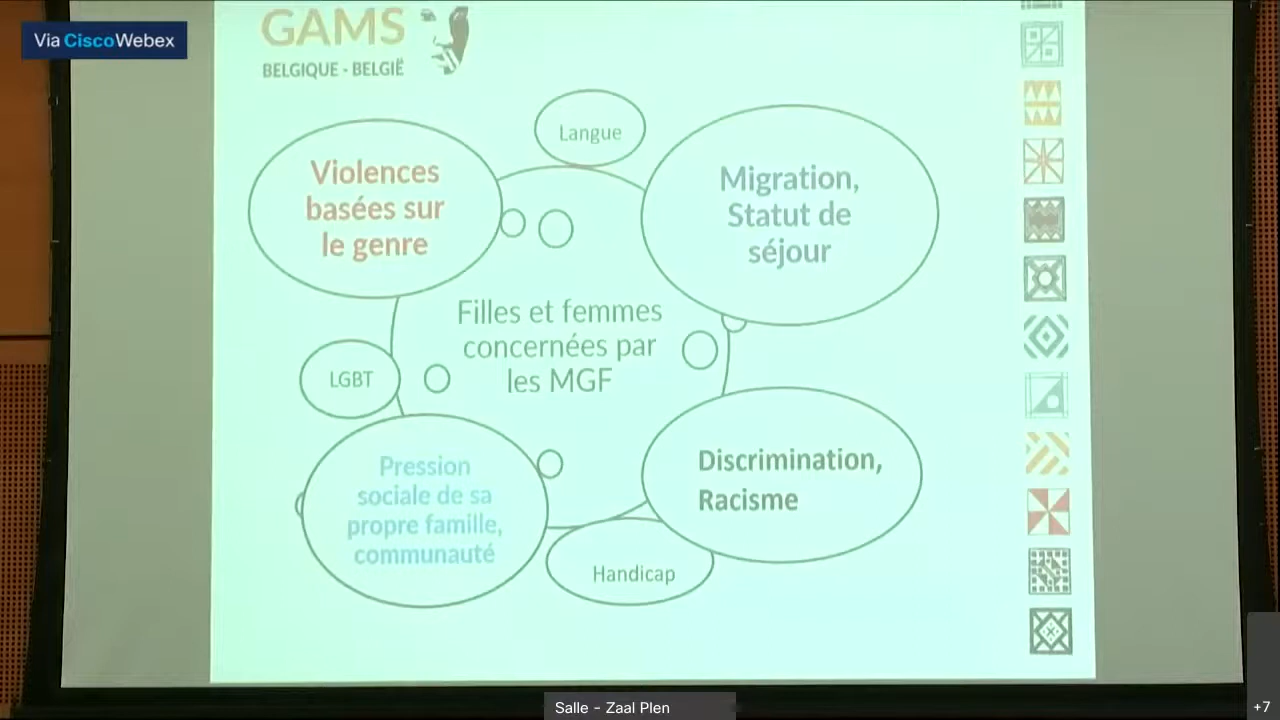 Via CiscoWebex
GAMS
BELGIQUE - BELGIË
Langue
Violences
basées sur
le genre
Migration,
Statut de
séjour
Filles et femmes
concernées par
les MGF
LGBT
Pression
sociale de sa
propre famille,
communauté
Discrimination,
Racisme
Handicap
Salle - Zaal Plen
+7